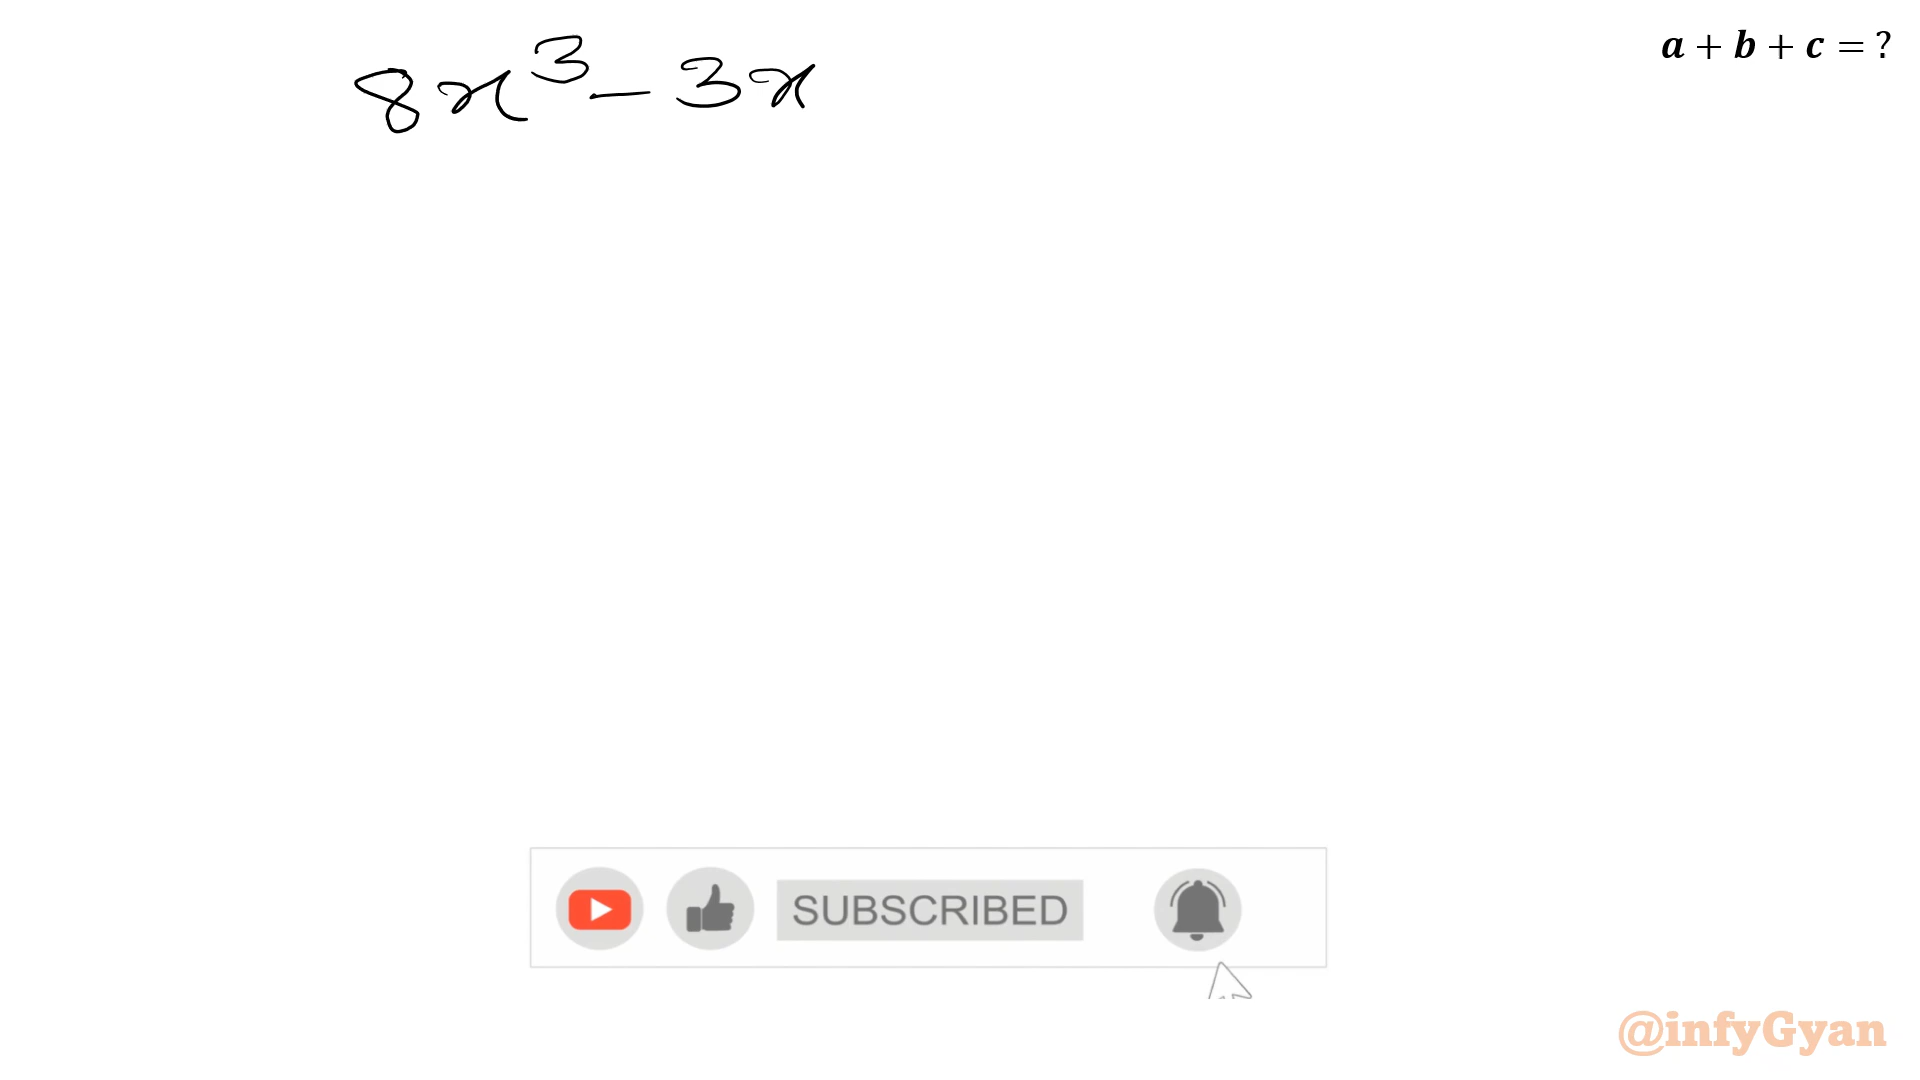 8x³ - 3x
a + b + c = ?
SUBSCRIBED
@infyGyan